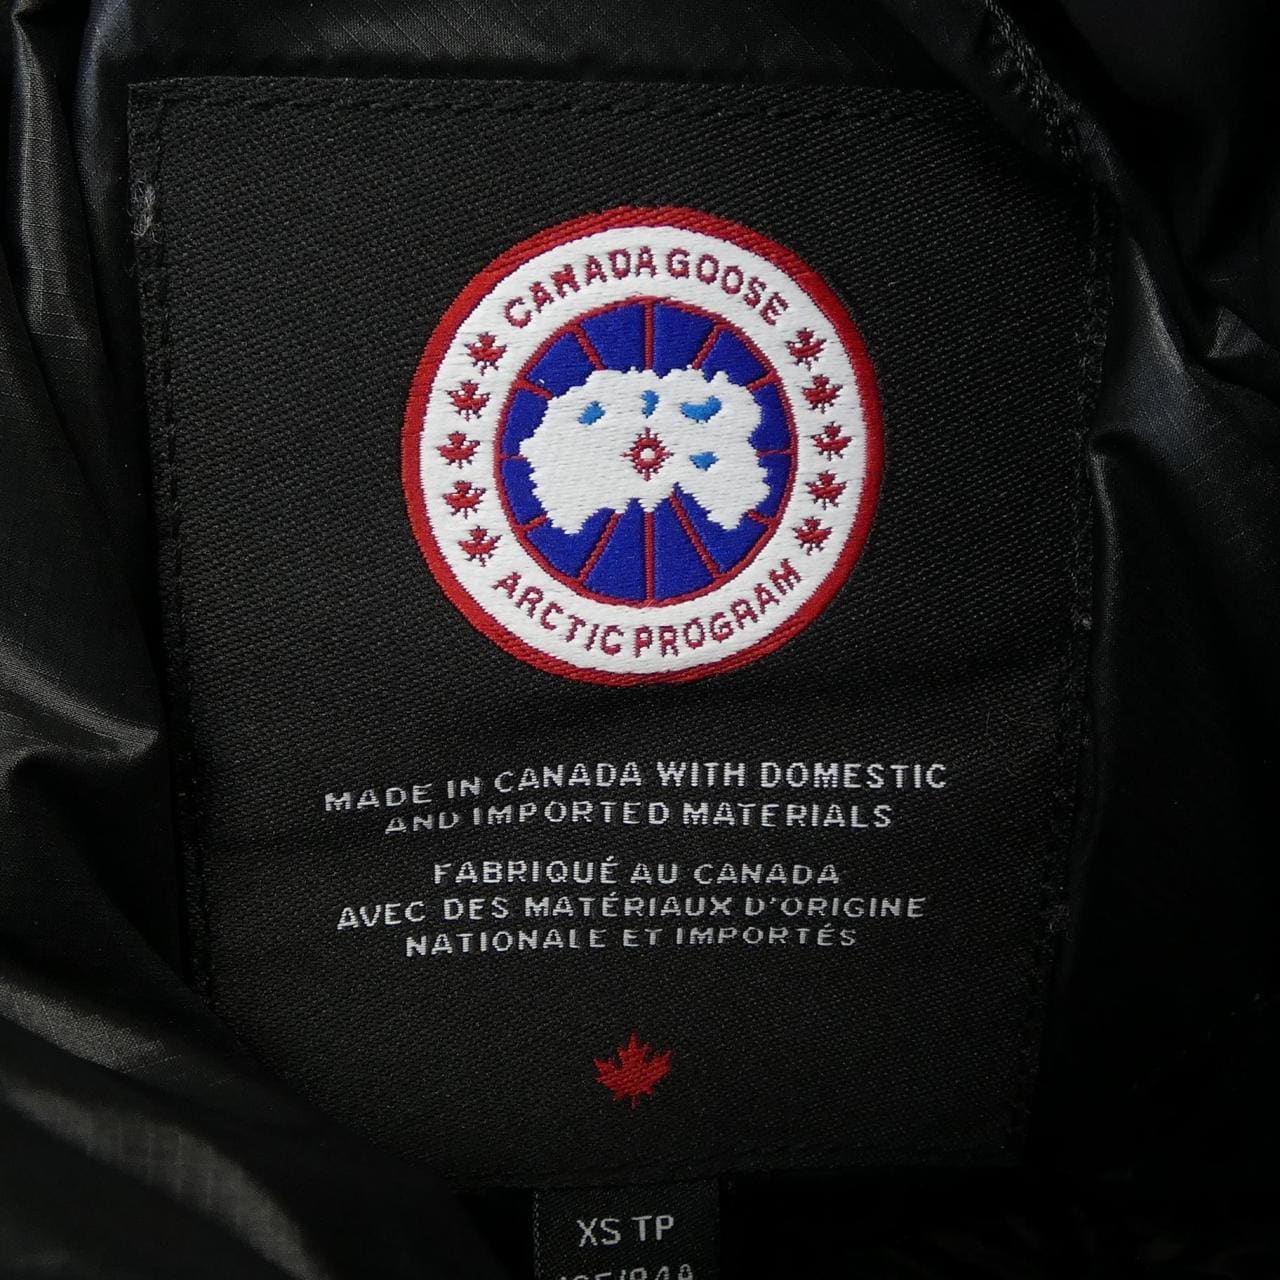 CANADA GOOSE
ARCTIC PROGRAM
MADE IN CANADA WITH DOMESTIC
AND IMPORTED MATERIALS
FABRIQUÉ AU CANADA
AVEC DES MATÉRIAUX D'ORIGINE
NATIONALE ET IMPORTÉS
XS TP